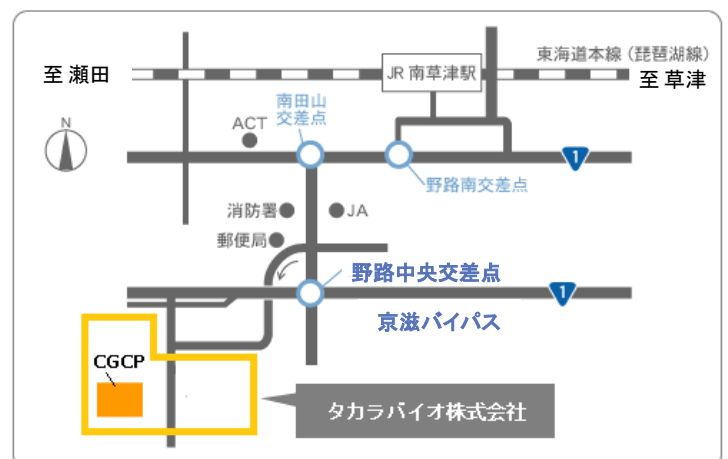 東海道本線（琵琶湖線）
至 瀬田
JR 南草津駅
至 草津
南田山
交差点
N
ACT
1
野路南交差点
消防署
JA
郵便局
野路中央交差点
1
京滋バイパス
CGCP
タカラバイオ株式会社